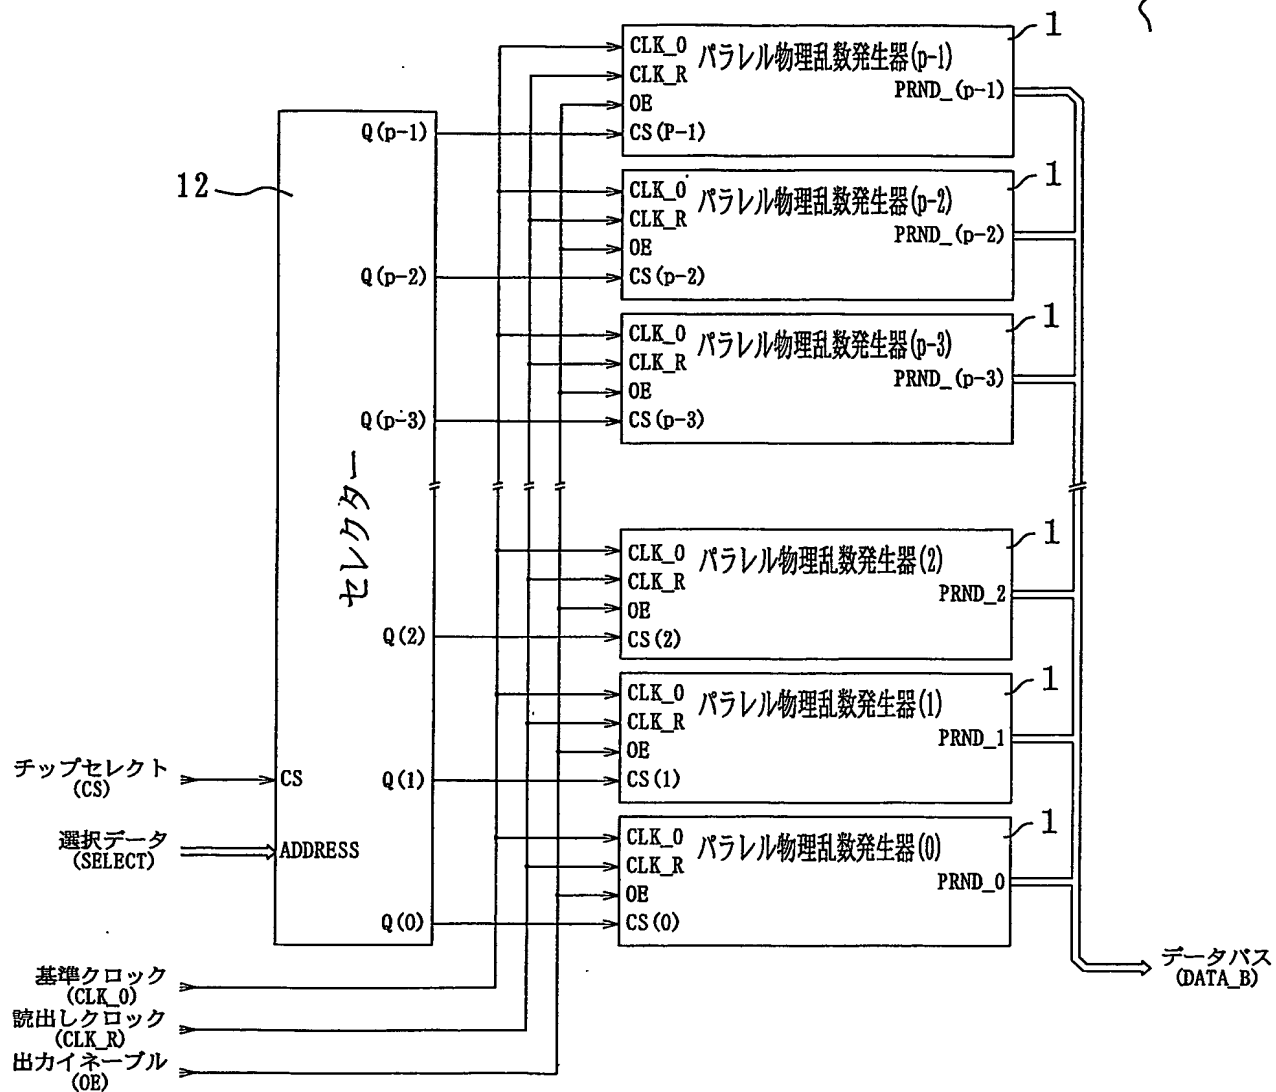 1
CLK_O
パラレル物理乱数発生器(p-1)
CLK_R
PRND_(p-1)
OE
Q(p-1)
CS(P-1)
12
1
CLK_O
パラレル物理乱数発生器(p-2)
CLK_R
PRND_(p-2)
OE
Q(p-2)
CS(p-2)
1
CLK_O
パラレル物理乱数発生器(p-3)
CLK_R
PRND_(p-3)
OE
Q(p-3)
CS(p-3)
セレクター
1
CLK_O
パラレル物理乱数発生器(2)
CLK_R
PRND_2
OE
Q(2)
CS(2)
1
CLK_O
パラレル物理乱数発生器(1)
CLK_R
PRND_1
OE
チップセレクト
(CS)
CS
Q(1)
CS(1)
1
CLK_O
パラレル物理乱数発生器(0)
選択データ
(SELECT)
ADDRESS
CLK_R
PRND_0
OE
Q(0)
CS(0)
データバス
(DATA_B)
基準クロック
(CLK_O)
読出しクロック
(CLK_R)
出力イネーブル
(OE)